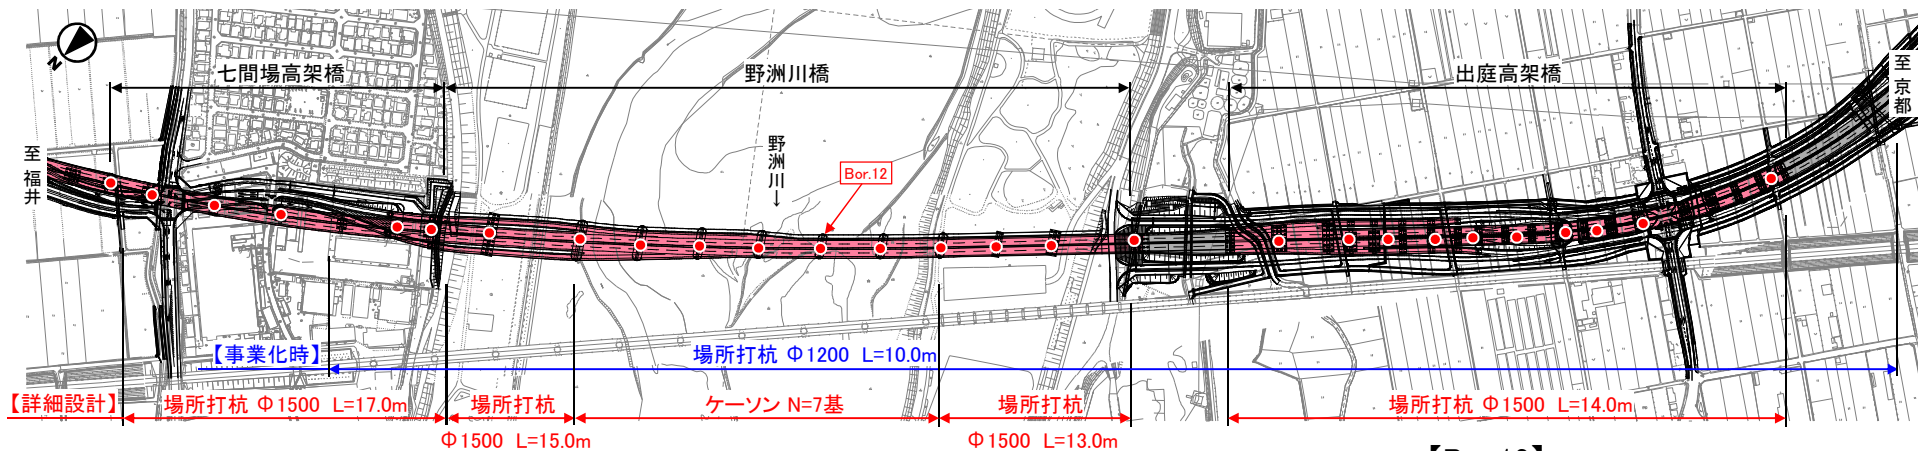 N
七間場高架橋
野洲川橋
出庭高架橋
至 福井
至 京都
野洲川→
Bor.12
【事業化時】
場所打杭 Φ1200 L=10.0m
【詳細設計】
場所打杭 Φ1500 L=17.0m
場所打杭
Φ1500 L=15.0m
ケーソン N=7基
場所打杭
Φ1500 L=13.0m
場所打杭 Φ1500 L=14.0m